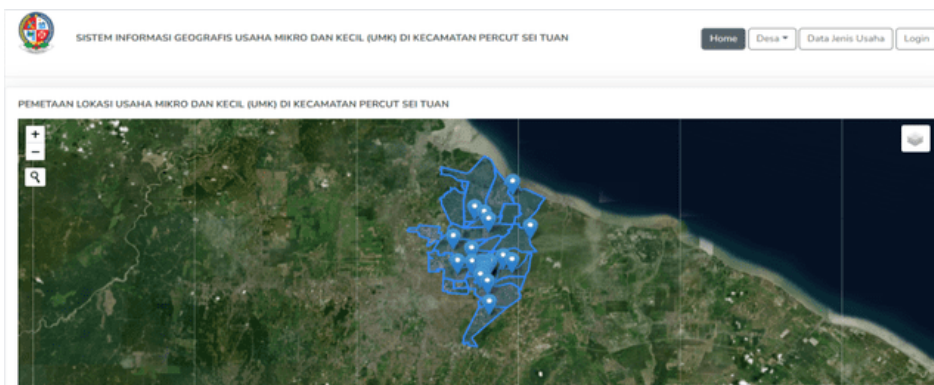 SISTEM INFORMASI GEOGRAFIS USAHA MIKRO DAN KECIL (UMK) DI KECAMATAN PERCUT SEI TUAN
Home Desa Data Jenis Usaha Login
PEMETAAN LOKASI USAHA MIKRO DAN KECIL (UMK) DI KECAMATAN PERCUT SEI TUAN
+
−